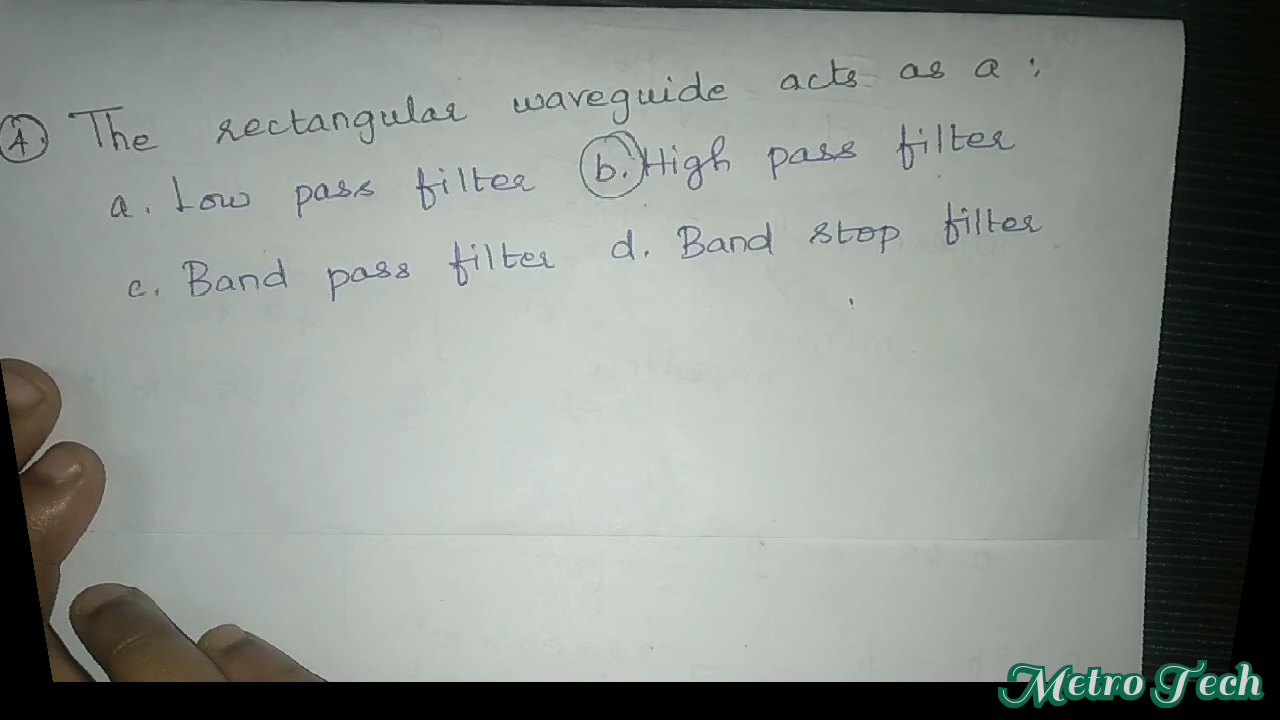 A. The rectangular waveguide acts as a :
a. Low pass filter b. High pass filter
c. Band pass filter d. Band stop filter
Metro Tech